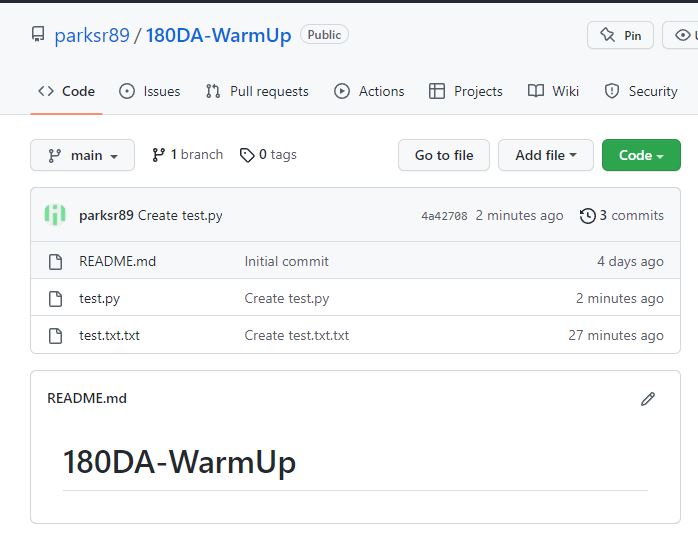 parksr89 / 180DA-WarmUp Public Pin
Code Issues Pull requests Actions Projects Wiki Security
main 1 branch 0 tags Go to file Add file Code
parksr89 Create test.py 4a42708 2 minutes ago 3 commits
README.md Initial commit 4 days ago
test.py Create test.py 2 minutes ago
test.txt.txt Create test.txt.txt 27 minutes ago
README.md
180DA-WarmUp